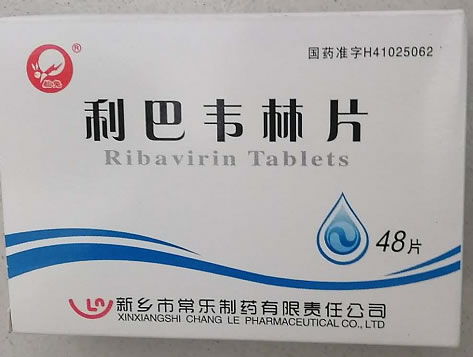 ®
国药准字H41025062
利巴韦林片
Ribavirin Tablets
48片
新乡市常乐制药有限责任公司
XINXIANGSHI CHANG LE PHARMACEUTICAL CO., LTD